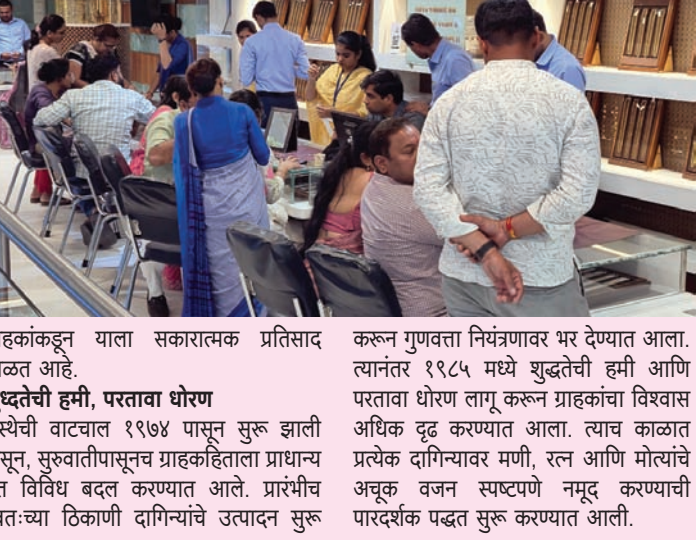 हकांकडून याला सकारात्मक प्रतिसाद
ळत आहे.
ध्दतेची हमी, परतावा धोरण
स्थेची वाटचाल १९७४ पासून सुरू झाली
सून, सुरुवातीपासूनच ग्राहकहिताला प्राधान्य
त विविध बदल करण्यात आले. प्रारंभीच
वतःच्या ठिकाणी दागिन्यांचे उत्पादन सुरू
करून गुणवत्ता नियंत्रणावर भर देण्यात आला.
त्यानंतर १९८५ मध्ये शुद्धतेची हमी आणि
परतावा धोरण लागू करून ग्राहकांचा विश्वास
अधिक दृढ करण्यात आला. त्याच काळात
प्रत्येक दागिन्यावर मणी, रत्न आणि मोत्यांचे
अचूक वजन स्पष्टपणे नमूद करण्याची
पारदर्शक पद्धत सुरू करण्यात आली.